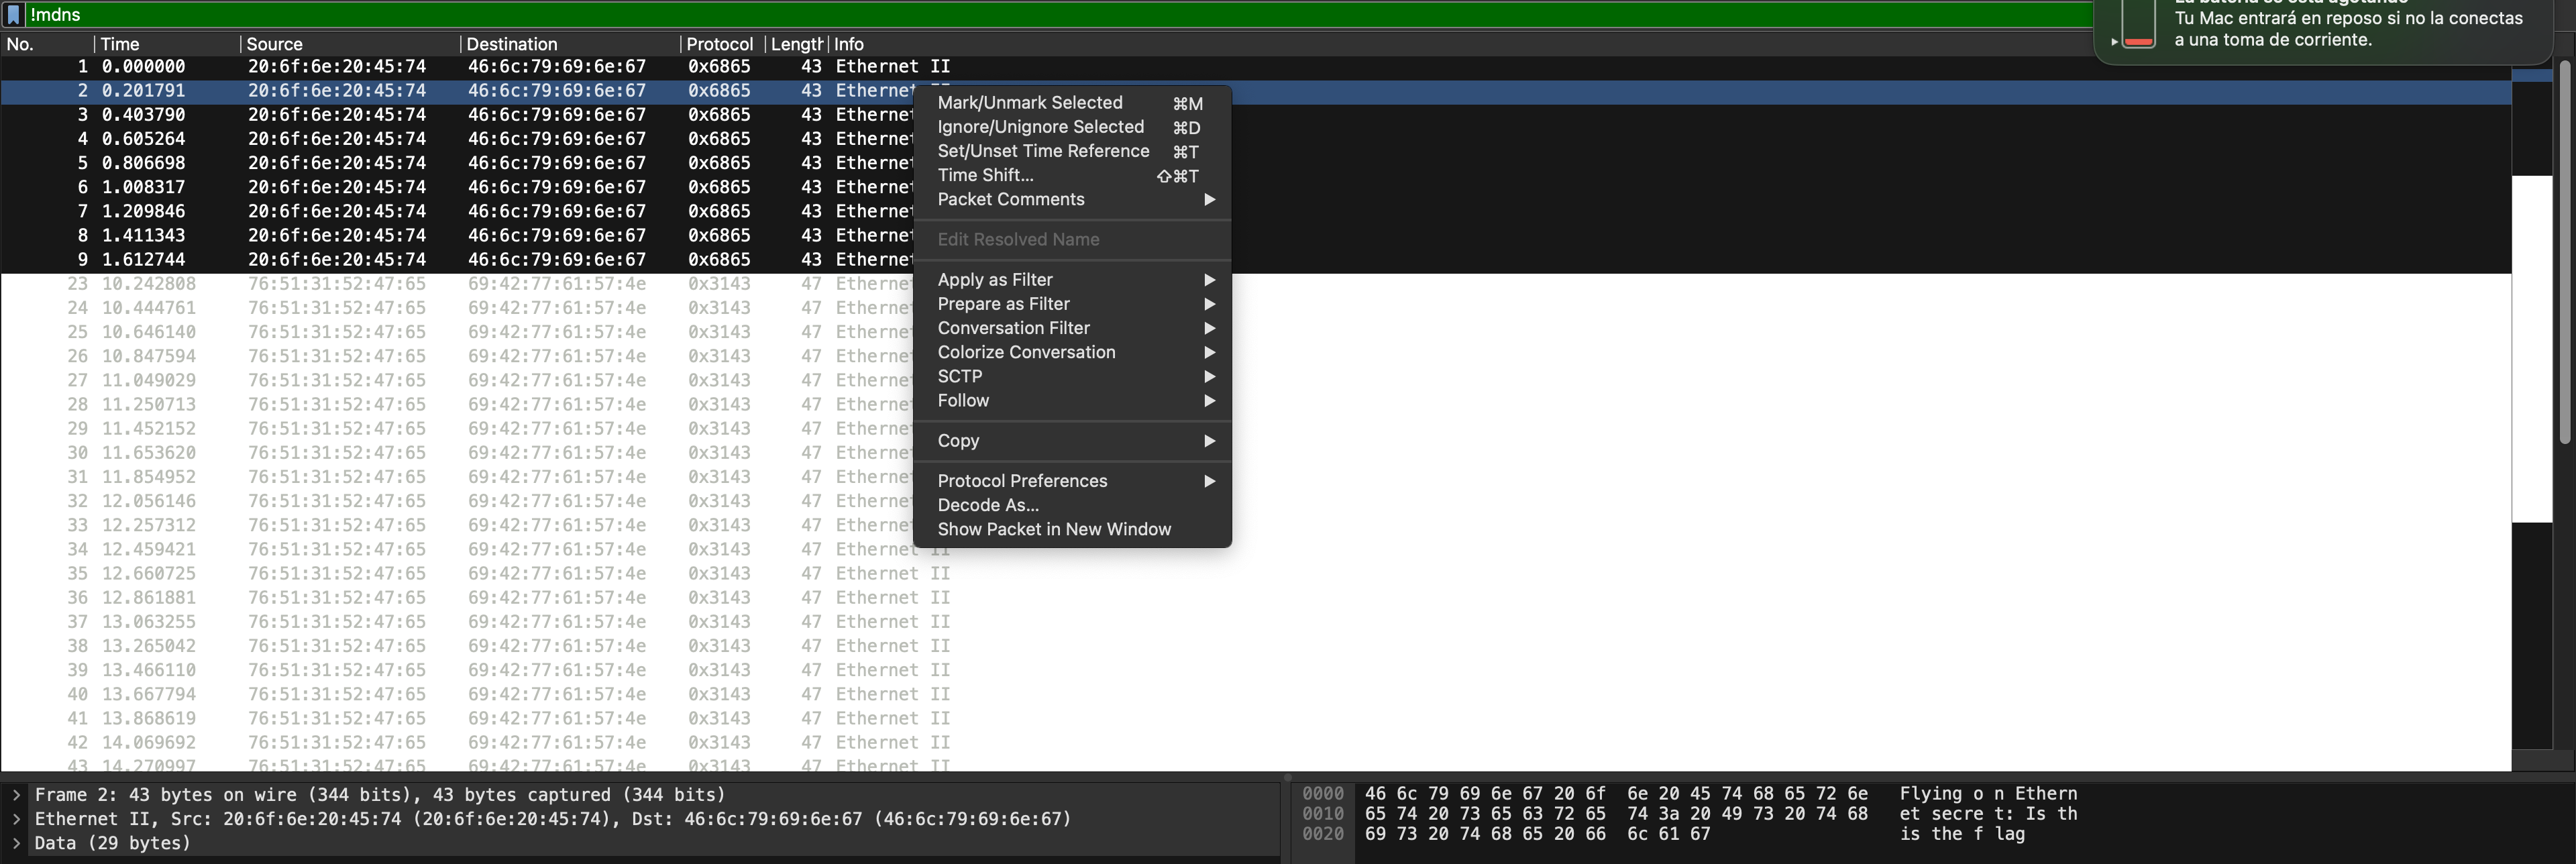 !mdns
Tu Mac entrará en reposo si no la conectas
a una toma de corriente.
No. Time Source Destination Protocol Length Info
1 0.000000 20:6f:6e:20:45:74 46:6c:79:69:6e:67 0x6865 43 Ethernet II
2 0.201791 20:6f:6e:20:45:74 46:6c:79:69:6e:67 0x6865 43
3 0.403790 20:6f:6e:20:45:74 46:6c:79:69:6e:67 0x6865 43
4 0.605264 20:6f:6e:20:45:74 46:6c:79:69:6e:67 0x6865 43
5 0.806698 20:6f:6e:20:45:74 46:6c:79:69:6e:67 0x6865 43
6 1.008317 20:6f:6e:20:45:74 46:6c:79:69:6e:67 0x6865 43
7 1.209846 20:6f:6e:20:45:74 46:6c:79:69:6e:67 0x6865 43
8 1.411343 20:6f:6e:20:45:74 46:6c:79:69:6e:67 0x6865 43
9 1.612744 20:6f:6e:20:45:74 46:6c:79:69:6e:67 0x6865 43
23 10.242808 76:51:31:52:47:65 69:42:77:61:57:4e 0x3143 47
24 10.444761 76:51:31:52:47:65 69:42:77:61:57:4e 0x3143 47
25 10.646140 76:51:31:52:47:65 69:42:77:61:57:4e 0x3143 47
26 10.847594 76:51:31:52:47:65 69:42:77:61:57:4e 0x3143 47
27 11.049029 76:51:31:52:47:65 69:42:77:61:57:4e 0x3143 47
28 11.250713 76:51:31:52:47:65 69:42:77:61:57:4e 0x3143 47
29 11.452152 76:51:31:52:47:65 69:42:77:61:57:4e 0x3143 47
30 11.653620 76:51:31:52:47:65 69:42:77:61:57:4e 0x3143 47
31 11.854952 76:51:31:52:47:65 69:42:77:61:57:4e 0x3143 47
32 12.056146 76:51:31:52:47:65 69:42:77:61:57:4e 0x3143 47
33 12.257312 76:51:31:52:47:65 69:42:77:61:57:4e 0x3143 47
34 12.459421 76:51:31:52:47:65 69:42:77:61:57:4e 0x3143 47
35 12.660725 76:51:31:52:47:65 69:42:77:61:57:4e 0x3143 47 Ethernet II
36 12.861881 76:51:31:52:47:65 69:42:77:61:57:4e 0x3143 47 Ethernet II
37 13.063255 76:51:31:52:47:65 69:42:77:61:57:4e 0x3143 47 Ethernet II
38 13.265042 76:51:31:52:47:65 69:42:77:61:57:4e 0x3143 47 Ethernet II
39 13.466110 76:51:31:52:47:65 69:42:77:61:57:4e 0x3143 47 Ethernet II
40 13.667794 76:51:31:52:47:65 69:42:77:61:57:4e 0x3143 47 Ethernet II
41 13.868619 76:51:31:52:47:65 69:42:77:61:57:4e 0x3143 47 Ethernet II
42 14.069692 76:51:31:52:47:65 69:42:77:61:57:4e 0x3143 47 Ethernet II
43 14.270997 76:51:31:52:47:65 69:42:77:61:57:4e 0x3143 47 Ethernet II
Mark/Unmark Selected ⌘M
Ignore/Unignore Selected ⌘D
Set/Unset Time Reference ⌘T
Time Shift... ⇧⌘T
Packet Comments
Edit Resolved Name
Apply as Filter
Prepare as Filter
Conversation Filter
Colorize Conversation
SCTP
Follow
Copy
Protocol Preferences
Decode As...
Show Packet in New Window
Frame 2: 43 bytes on wire (344 bits), 43 bytes captured (344 bits)
Ethernet II, Src: 20:6f:6e:20:45:74 (20:6f:6e:20:45:74), Dst: 46:6c:79:69:6e:67 (46:6c:79:69:6e:67)
Data (29 bytes)
0000 46 6c 79 69 6e 67 20 6f 6e 20 45 74 68 65 72 6e Flying o n Ethern
0010 65 74 20 73 65 63 72 65 74 3a 20 49 73 20 74 68 et secre t: Is th
0020 69 73 20 74 68 65 20 66 6c 61 67 is the f lag